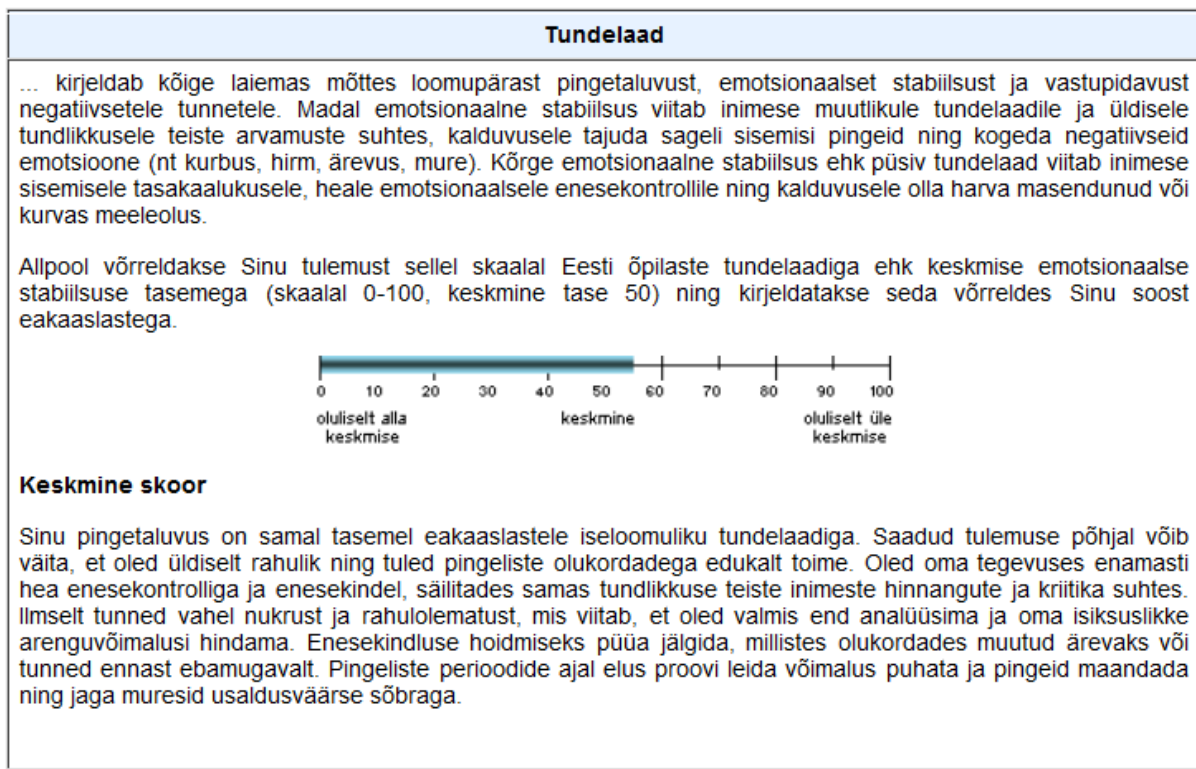 Tundelaad
... kirjeldab kõige laiemas mõttes loomupärast pingetaluvust, emotsionaalset stabiilsust ja vastupidavust
negatiivsetele tunnetele. Madal emotsionaalne stabiilsus viitab inimese muutlikule tundelaadile ja üldisele
tundlikkusele teiste arvamuste suhtes, kalduvusele tajuda sageli sisemisi pingeid ning kogeda negatiivseid
emotsioone (nt kurbus, hirm, ärevus, mure). Kõrge emotsionaalne stabiilsus ehk püsiv tundelaad viitab inimese
sisemisele tasakaalukusele, heale emotsionaalsele enesekontrollile ning kalduvusele olla harva masendunud või
kurvas meeleolus.
Allpool võrreldakse Sinu tulemust sellel skaalal Eesti õpilaste tundelaadiga ehk keskmise emotsionaalse
stabiilsuse tasemega (skaalal 0-100, keskmine tase 50) ning kirjeldatakse seda võrreldes Sinu soost
eakaaslastega.
0 10 20 30 40 50 60 70 80 90 100
oluliselt alla keskmine oluliselt üle
keskmise keskmise
Keskmine skoor
Sinu pingetaluvus on samal tasemel eakaaslastele iseloomuliku tundelaadiga. Saadud tulemuse põhjal võib
väita, et oled üldiselt rahulik ning tuled pingeliste olukordadega edukalt toime. Oled oma tegevuses enamasti
hea enesekontrolliga ja enesekindel, säilitades samas tundlikkuse teiste inimeste hinnangute ja kriitika suhtes.
Ilmselt tunned vahel nukrust ja rahulolematust, mis viitab, et oled valmis end analüüsima ja oma isiksuslikke
arenguvõimalusi hindama. Enesekindluse hoidmiseks püüa jälgida, millistes olukordades muutud ärevaks või
tunned ennast ebamugavalt. Pingeliste perioodide ajal elus proovi leida võimalus puhata ja pingeid maandada
ning jaga muresid usaldusväärse sõbraga.